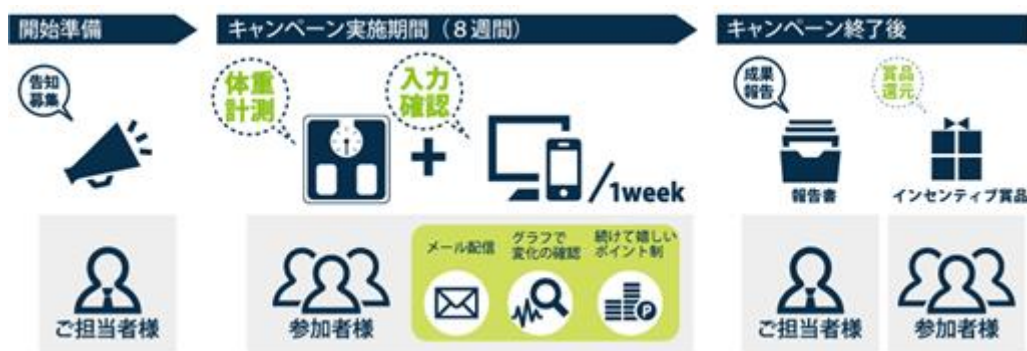 開始準備
キャンペーン実施期間（8週間）
キャンペーン終了後
告知
募集
体重
計測
入力
確認
/1week
成果
報告
報告書
賞品
還元
インセンティブ賞品
ご担当者様
参加者様
メール配信
グラフで
変化の確認
続けて嬉しい
ポイント制
P
ご担当者様
参加者様